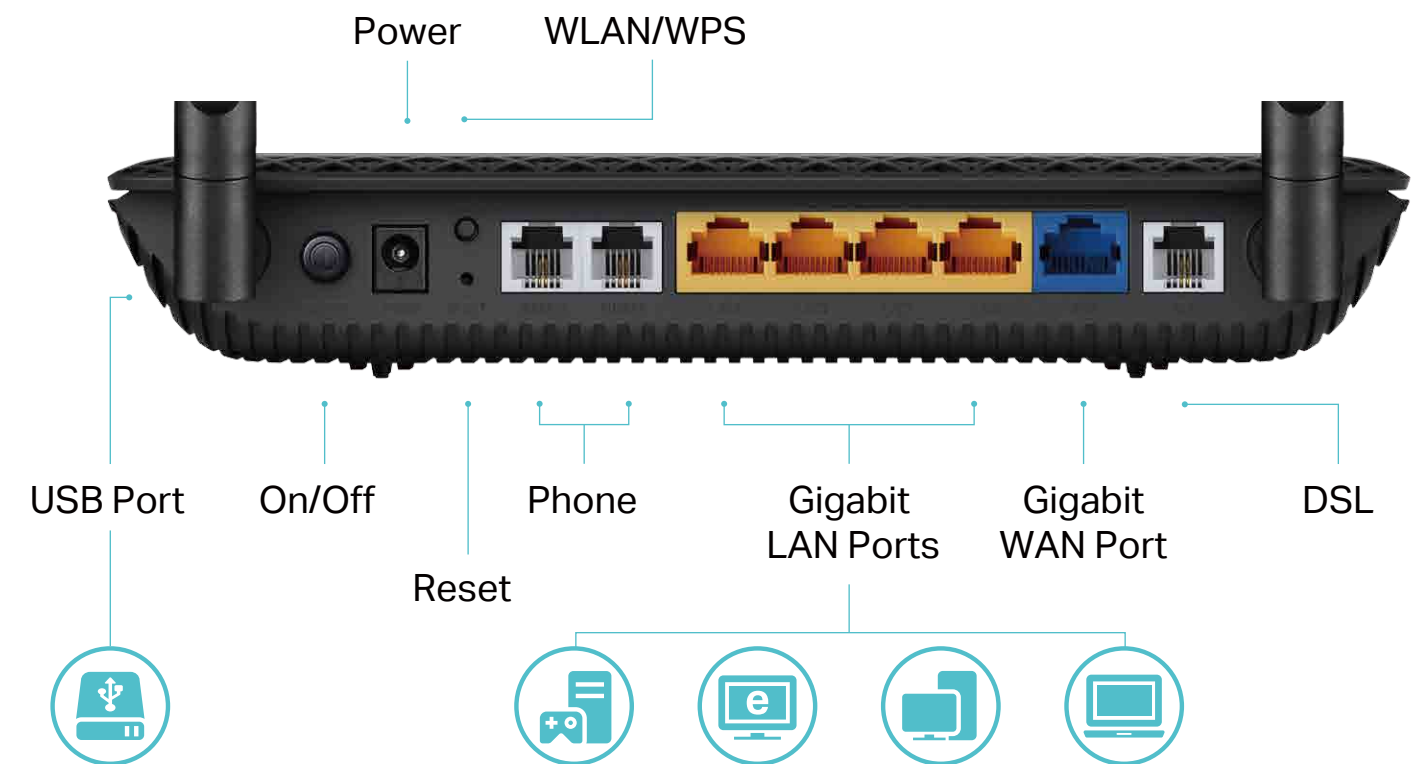 Power
WLAN/WPS
USB Port
On/Off
Phone
Gigabit
LAN Ports
Gigabit
WAN Port
DSL
Reset
e